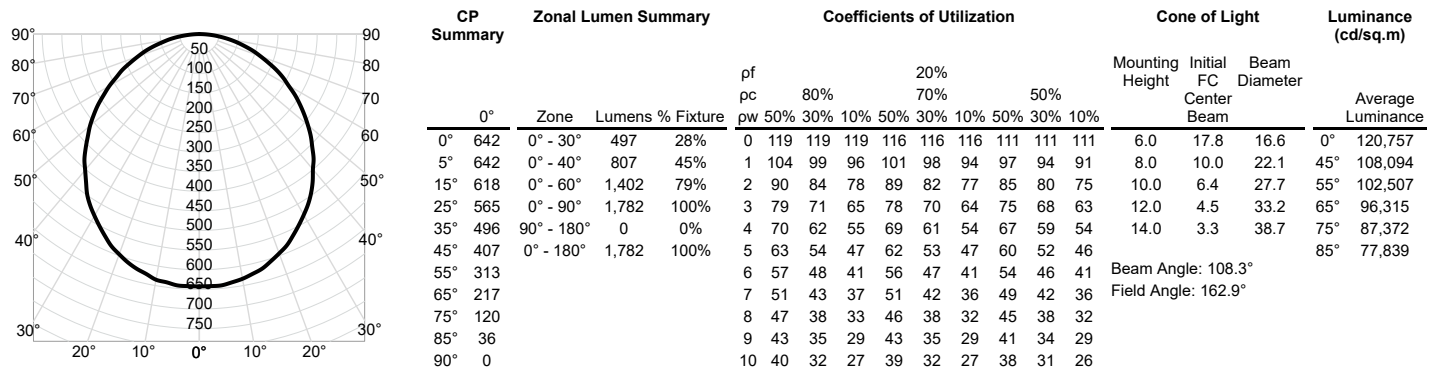 90°
80°
70°
60°
50°
40°
30°
20° 10° 0° 10° 20°
90
80
70°
60°
50°
40°
30°
50
100
150
200
250
300
350
400
450
500
550
600
650
700
750
CP
Summary
0°
0° 642
5° 642
15° 618
25° 565
35° 496
45° 407
55° 313
65° 217
75° 120
85° 36
90° 0
Zonal Lumen Summary
Zone Lumens % Fixture
0° - 30° 497 28%
0° - 40° 807 45%
0° - 60° 1,402 79%
0° - 90° 1,782 100%
90° - 180° 0 0%
0° - 180° 1,782 100%
Coefficients of Utilization
ρf 20%
ρc 80% 70% 50%
ρw 50% 30% 10% 50% 30% 10% 50% 30% 10%
0 119 119 119 116 116 116 111 111 111
1 104 99 96 101 98 94 97 94 91
2 90 84 78 89 82 77 85 80 75
3 79 71 65 78 70 64 75 68 63
4 70 62 55 69 61 54 67 59 54
5 63 54 47 62 53 47 60 52 46
6 57 48 41 56 47 41 54 46 41
7 51 43 37 51 42 36 49 42 36
8 47 38 33 46 38 32 45 38 32
9 43 35 29 43 35 29 41 34 29
10 40 32 27 39 32 27 38 31 26
Cone of Light
Mounting Initial Beam
Height FC Diameter
Center
Beam
6.0 17.8 16.6
8.0 10.0 22.1
10.0 6.4 27.7
12.0 4.5 33.2
14.0 3.3 38.7
Beam Angle: 108.3°
Field Angle: 162.9°
Luminance
(cd/sq.m)
Average
Luminance
0° 120,757
45° 108,094
55° 102,507
65° 96,315
75° 87,372
85° 77,839